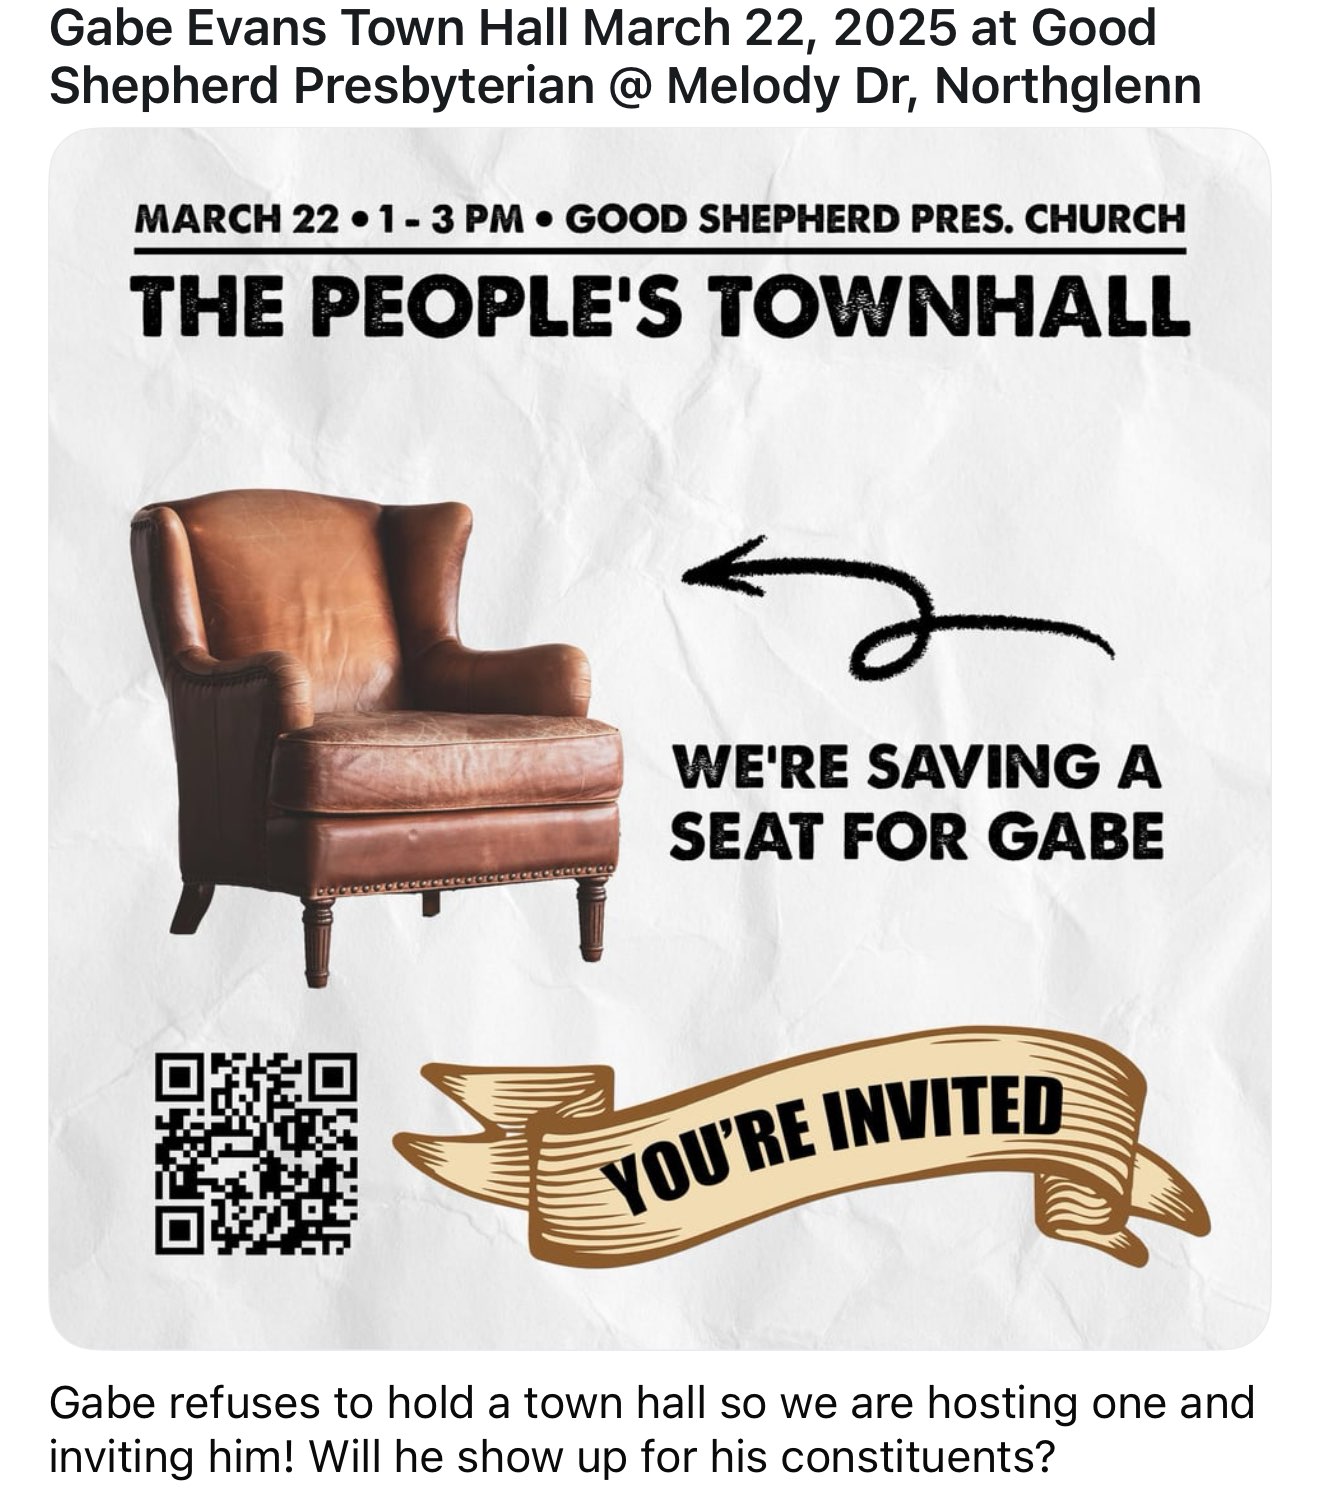 Gabe Evans Town Hall March 22, 2025 at Good
Shepherd Presbyterian @ Melody Dr, Northglenn
MARCH 22 • 1 - 3 PM • GOOD SHEPHERD PRES. CHURCH
THE PEOPLE'S TOWNHALL
WE'RE SAVING A
SEAT FOR GABE
YOU'RE INVITED
Gabe refuses to hold a town hall so we are hosting one and
inviting him! Will he show up for his constituents?